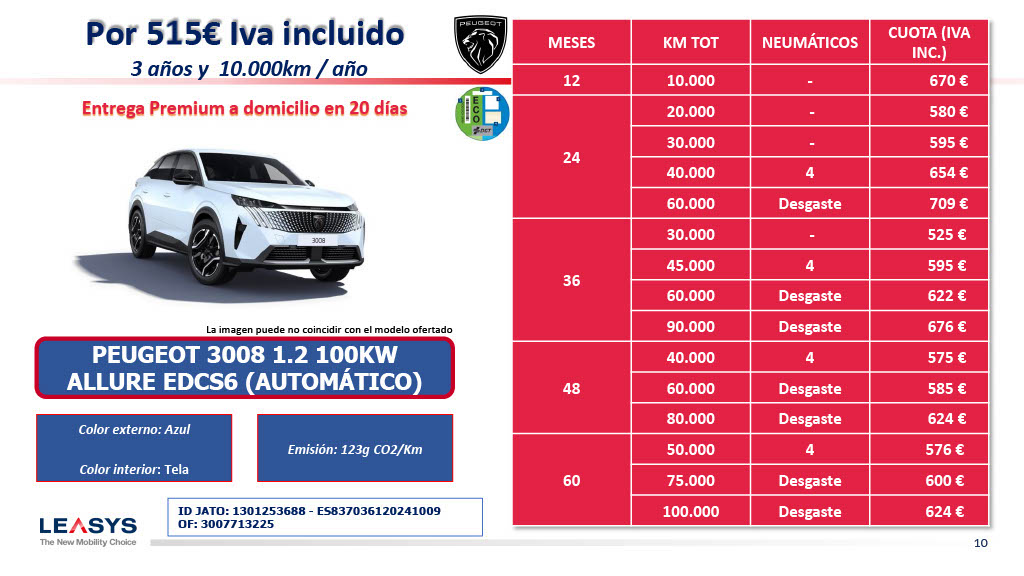 Por 515€ Iva incluido
3 años y 10.000km / año
Entrega Premium a domicilio en 20 días
PEUGEOT
ECO
DGT
3008
La imagen puede no coincidir con el modelo ofertado
PEUGEOT 3008 1.2 100KW
ALLURE EDCS6 (AUTOMÁTICO)
Color externo: Azul
Color interior: Tela
Emisión: 123g CO2/Km
LEASYS
The New Mobility Choice
ID JATO: 1301253688 - ES837036120241009
OF: 3007713225
MESES KM TOT NEUMÁTICOS CUOTA (IVA
INC.)
12 10.000 - 670 €
24 20.000 - 580 €
30.000 - 595 €
40.000 4 654 €
60.000 Desgaste 709 €
36 30.000 - 525 €
45.000 4 595 €
60.000 Desgaste 622 €
90.000 Desgaste 676 €
48 40.000 4 575 €
60.000 Desgaste 585 €
80.000 Desgaste 624 €
60 50.000 4 576 €
75.000 Desgaste 600 €
100.000 Desgaste 624 €
10